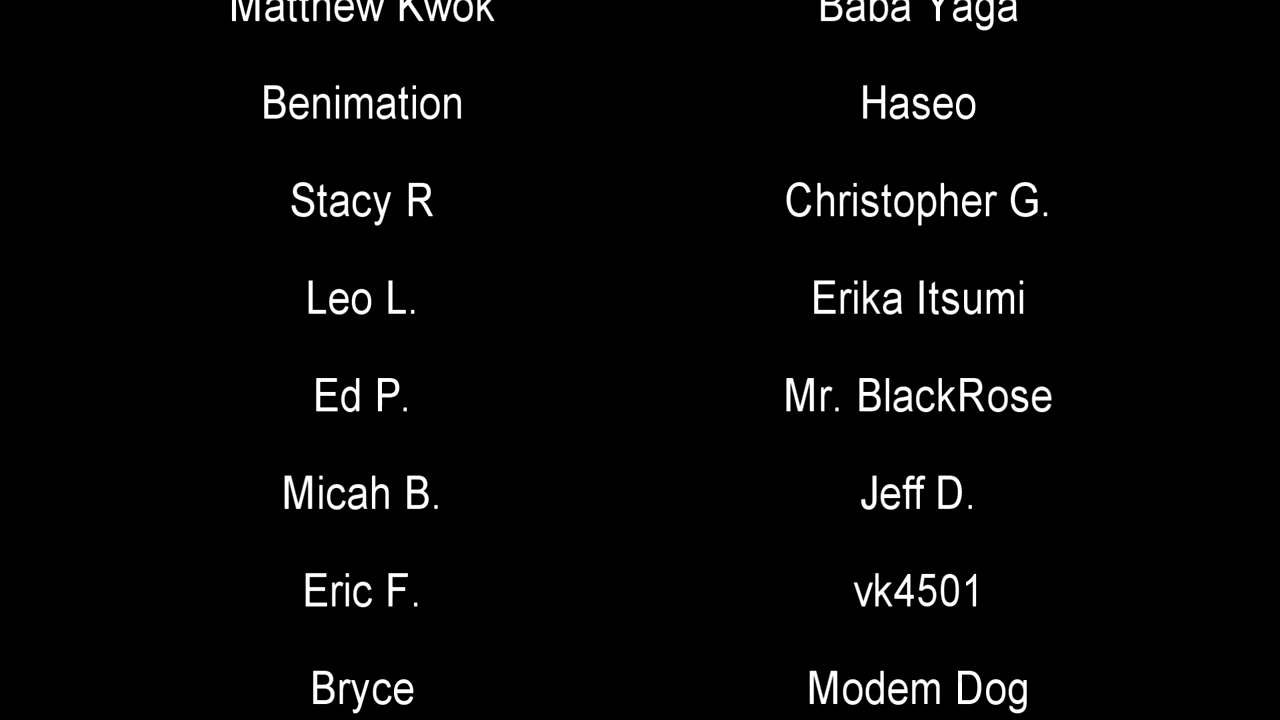 Matthew Kwok Baba Yaga
Benimation Haseo
Stacy R Christopher G.
Leo L. Erika Itsumi
Ed P. Mr. BlackRose
Micah B. Jeff D.
Eric F. vk4501
Bryce Modem Dog